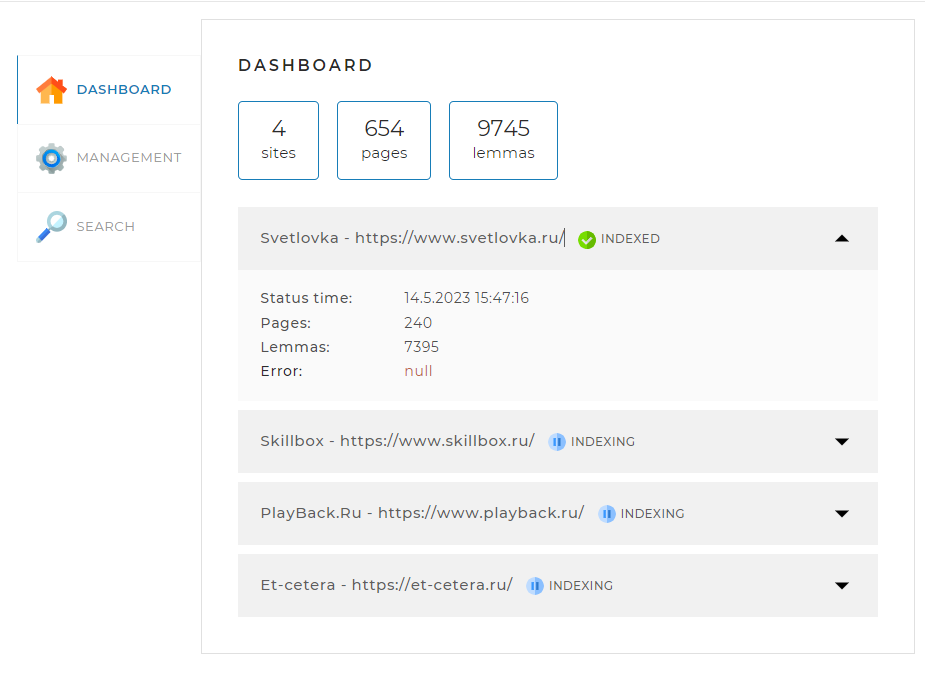 DASHBOARD
MANAGEMENT
SEARCH
DASHBOARD
4
sites
654
pages
9745
lemmas
Svetlovka - https://www.svetlovka.ru/ INDEXED
Status time: 14.5.2023 15:47:16
Pages: 240
Lemmas: 7395
Error: null
Skillbox - https://www.skillbox.ru/ INDEXING
PlayBack.Ru - https://www.playback.ru/ INDEXING
Et-cetera - https://et-cetera.ru/ INDEXING